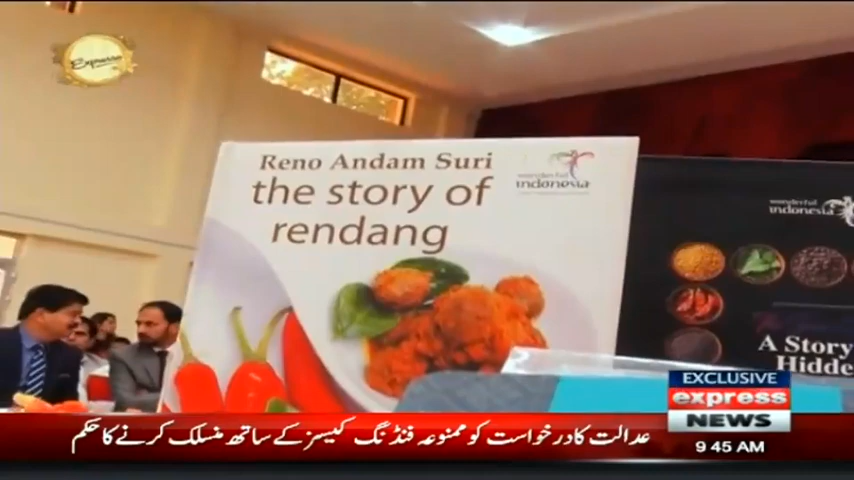 Expresso
Reno Andam Suri
the story of
rendang
wonderful
indonesia
wonderful
indonesia
A Story
Hidde
EXCLUSIVE
express
NEWS
9:45 AM
عدالت کا درخواست کو ممنوعہ فنڈنگ کیسز کے ساتھ منسلک کرنے کا حکم